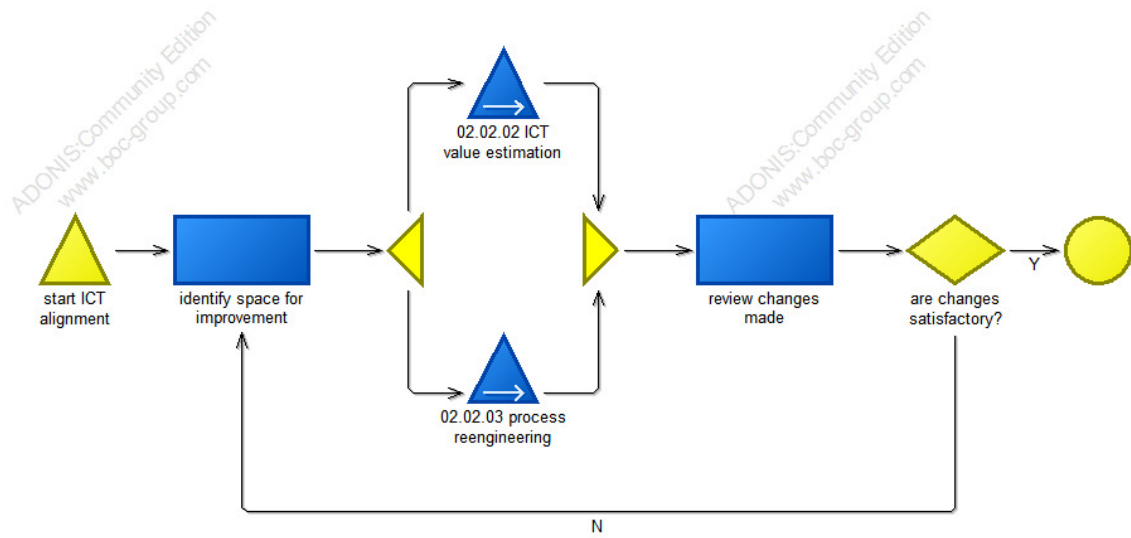 ADONIS:Community Edition
www.boc-group.com
ADONIS:Community Edition
www.boc-group.com
02.02.02 ICT
value estimation
start ICT
alignment
identify space for
improvement
review changes
made
are changes
satisfactory?
Y
02.02.03 process
reengineering
N